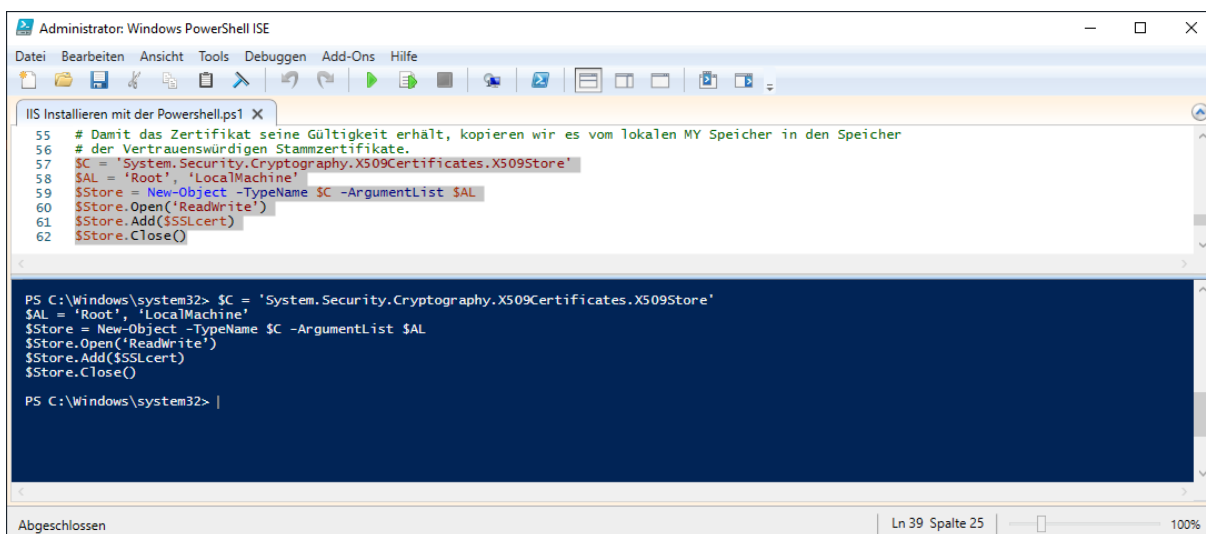 Administrator: Windows PowerShell ISE
Datei Bearbeiten Ansicht Tools Debuggen Add-Ons Hilfe
IIS Installieren mit der Powershell.ps1 X
55 # Damit das Zertifikat seine Gültigkeit erhält, kopieren wir es vom lokalen MY Speicher in den Speicher
56 # der Vertrauenswürdigen Stammzertifikate.
57 $C = 'System.Security.Cryptography.X509Certificates.X509Store'
58 $AL = ‘Root’, ‘LocalMachine’
59 $Store = New-Object -TypeName $C -ArgumentList $AL
60 $Store.Open(‘ReadWrite’)
61 $Store.Add($SSLcert)
62 $Store.Close()
PS C:\Windows\system32> $C = 'System.Security.Cryptography.X509Certificates.X509Store'
$AL = ‘Root’, ‘LocalMachine’
$Store = New-Object -TypeName $C -ArgumentList $AL
$Store.Open(‘ReadWrite’)
$Store.Add($SSLcert)
$Store.Close()
PS C:\Windows\system32>
Abgeschlossen
Ln 39 Spalte 25
100%